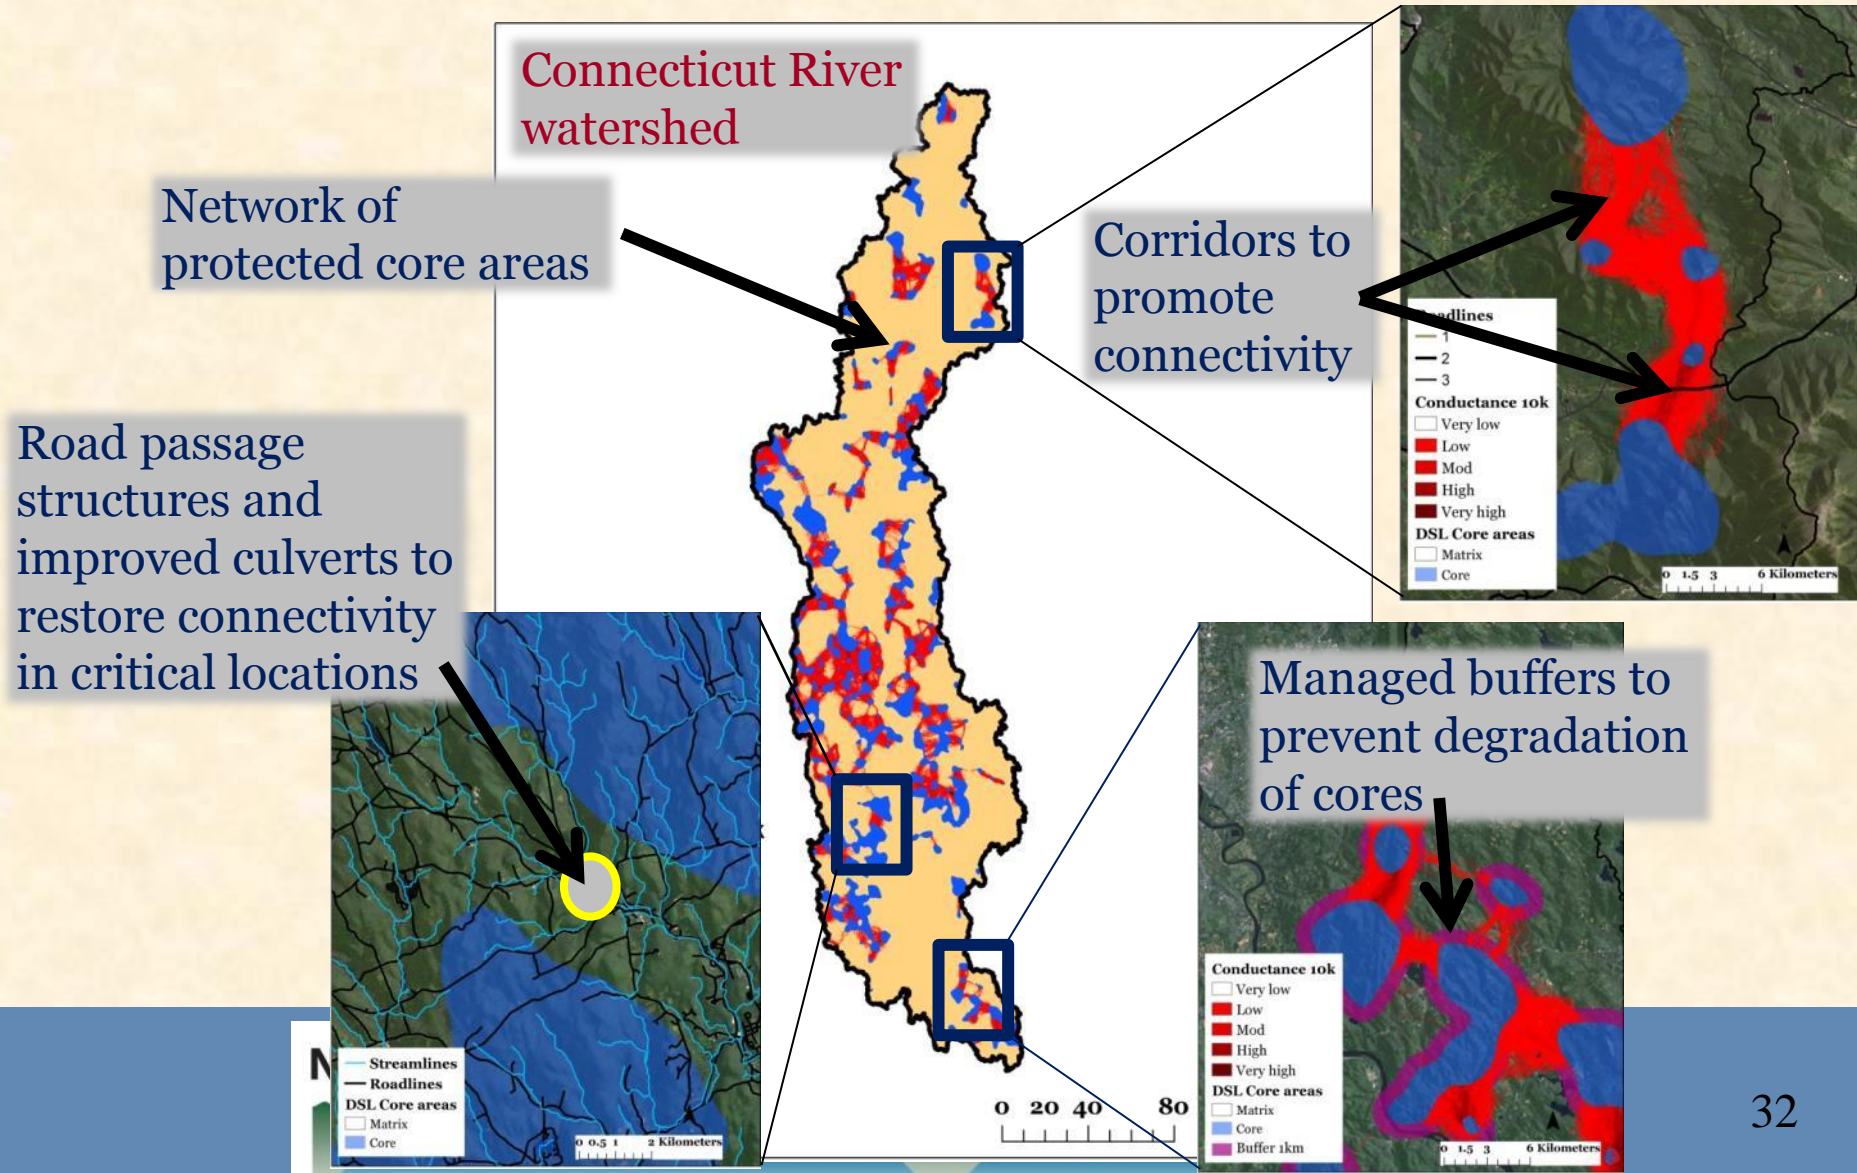 Connecticut River
watershed
Network of
protected core areas
Corridors to
promote
connectivity
Road passage
structures and
improved culverts to
restore connectivity
in critical locations
Managed buffers to
prevent degradation
of cores
adlines
1
2
3
Conductance 10k
Very low
Low
Mod
High
Very high
DSL Core areas
Matrix
Core
0 1.5 3 6 Kilometers
Streamlines
Roadlines
DSL Core areas
Matrix
Core
0 0.5 1 2 Kilometers
0 20 40 80
Conductance 10k
Very low
Low
Mod
High
Very high
DSL Core areas
Matrix
Core
Buffer 1km
0 1.5 3 6 Kilometers
N
32